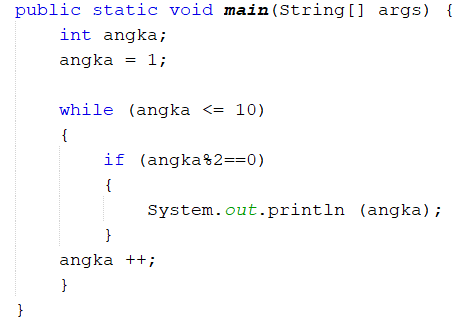 public static void main(String[] args) {
int angka;
angka = 1;
while (angka <= 10)
{
if (angka%2==0)
{
System.out.println (angka);
}
angka ++;
}
}